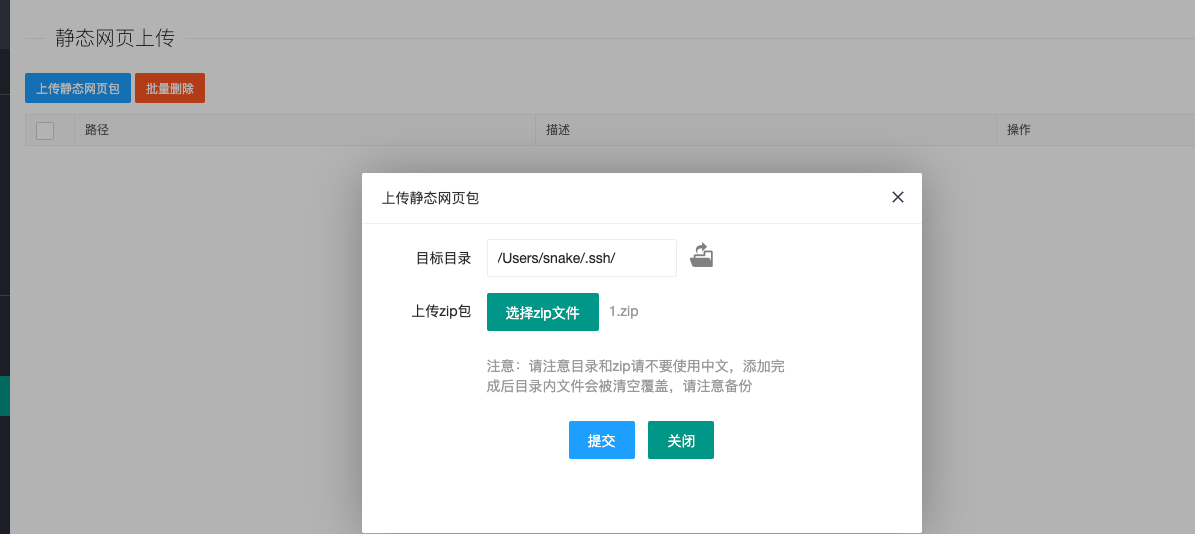 静态网页上传
上传静态网页包 批量删除
路径 描述 操作
上传静态网页包
目标目录 /Users/snake/.ssh/
上传zip包 选择zip文件 1.zip
注意：请注意目录和zip请不要使用中文，添加完
成后目录内文件会被清空覆盖，请注意备份
提交 关闭